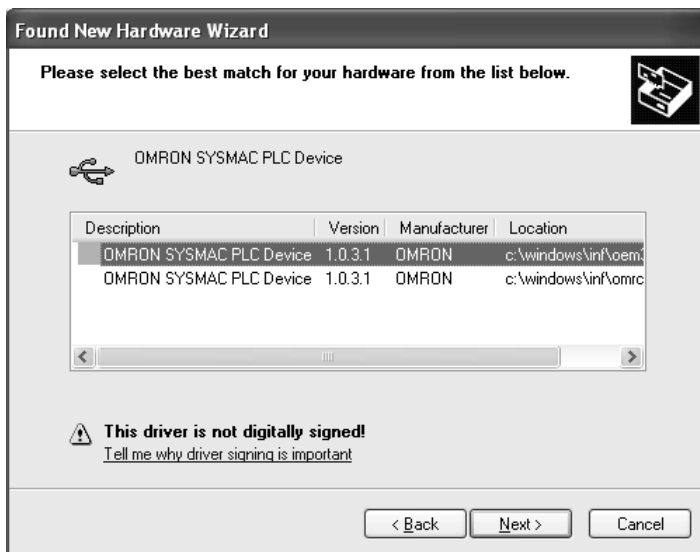 Found New Hardware Wizard
Please select the best match for your hardware from the list below.
OMRON SYSMAC PLC Device
Description Version Manufacturer Location
OMRON SYSMAC PLC Device 1.0.3.1 OMRON c:\windows\inf\oem3
OMRON SYSMAC PLC Device 1.0.3.1 OMRON c:\windows\inf\omrc
This driver is not digitally signed!
Tell me why driver signing is important
< Back Next > Cancel